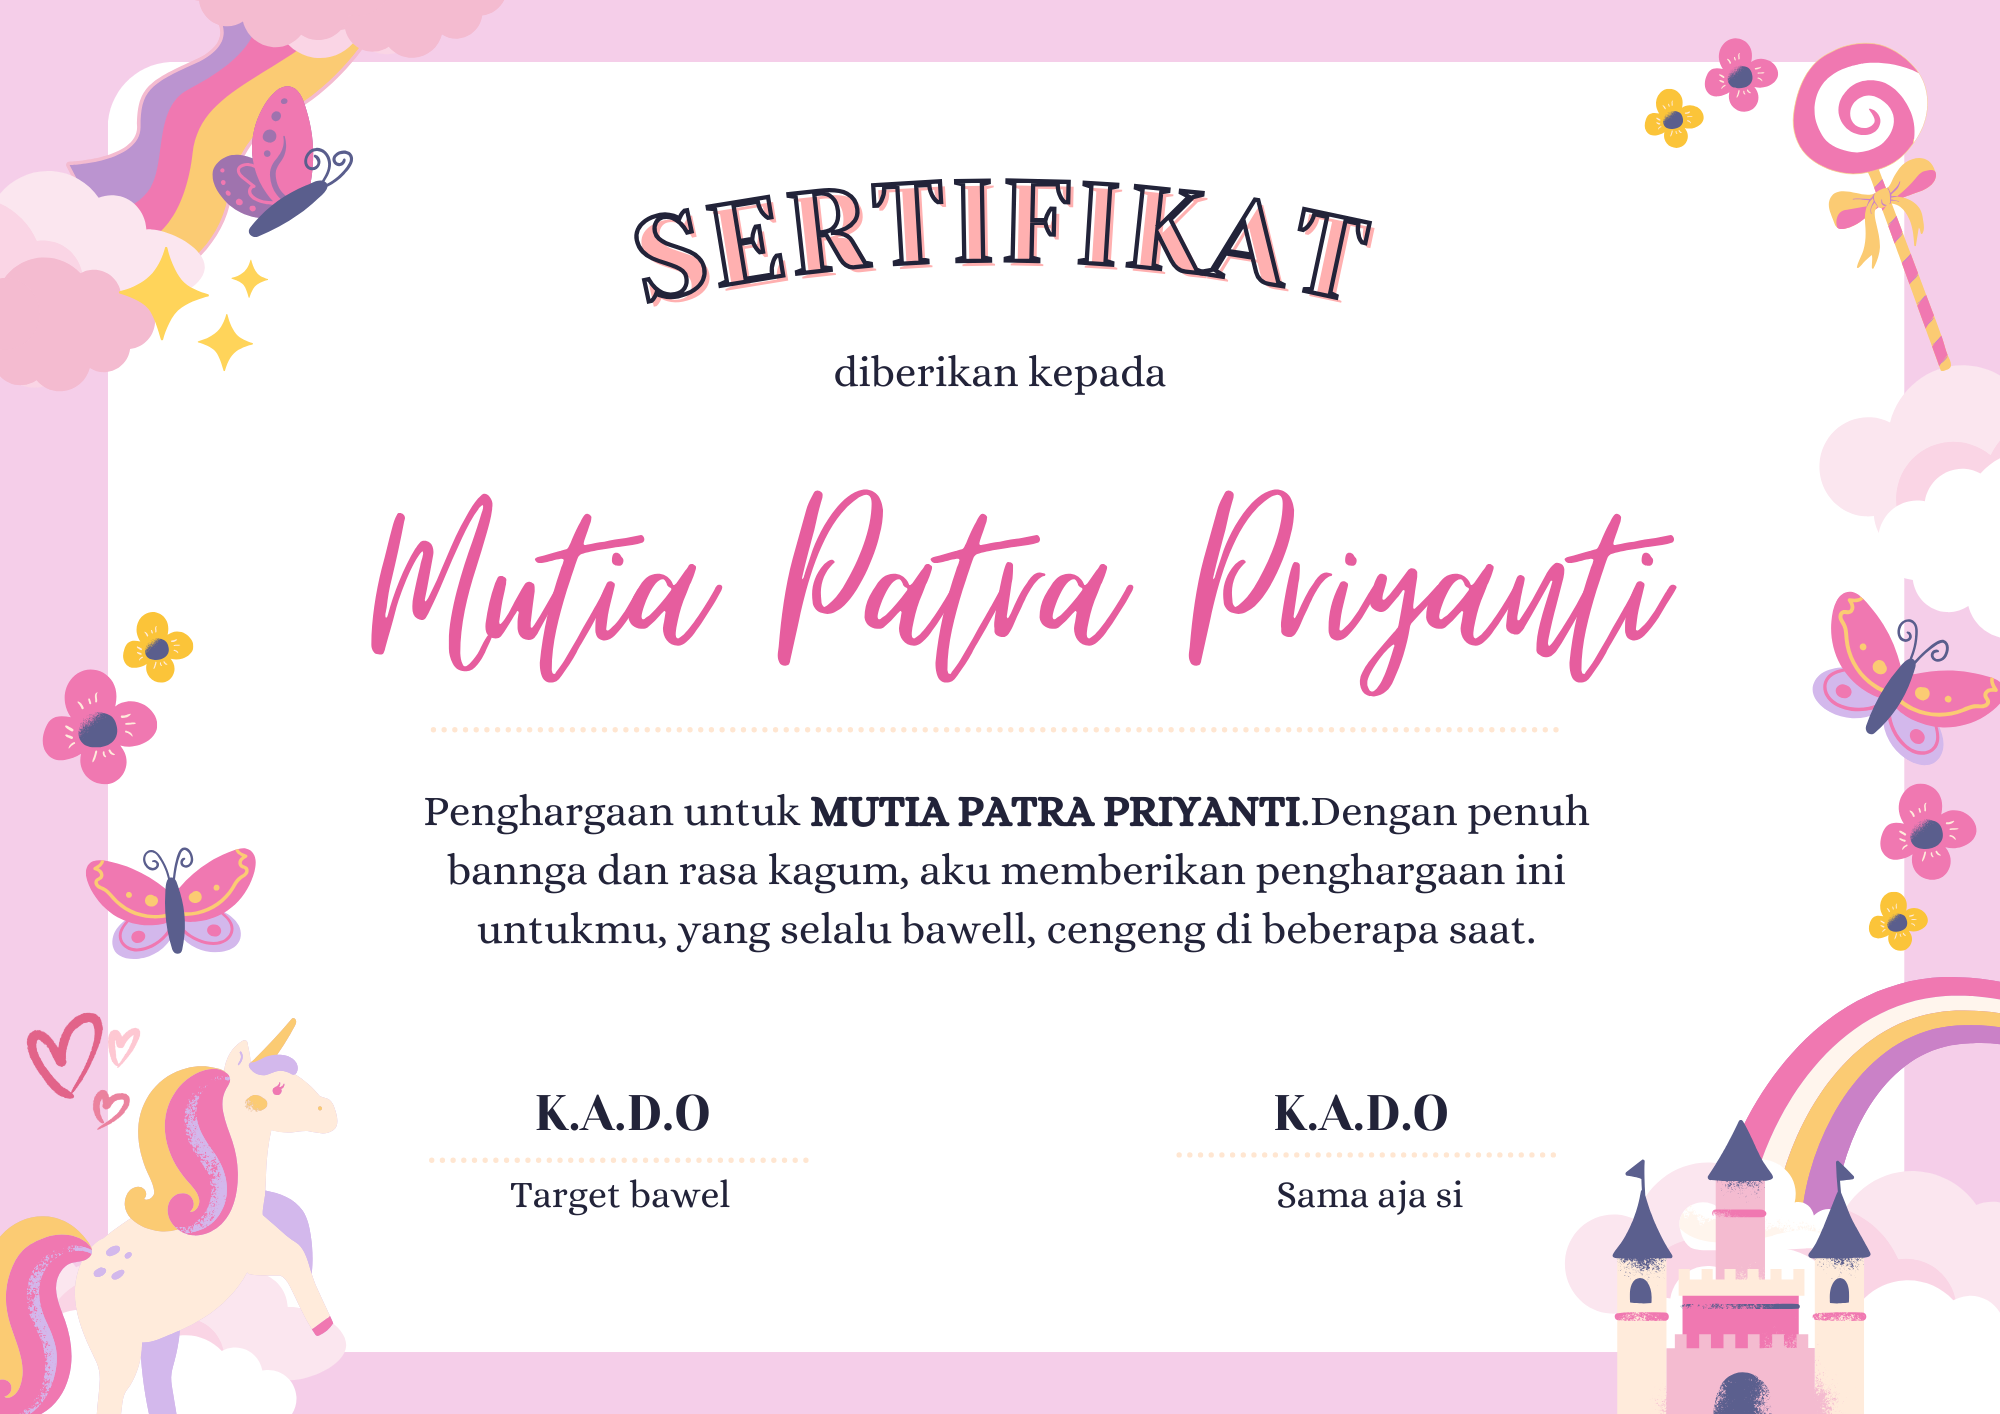 SERTIFIKAT
diberikan kepada
Mutia Patra Priyanti
Penghargaan untuk MUTIA PATRA PRIYANTI.Dengan penuh
bannga dan rasa kagum, aku memberikan penghargaan ini
untukmu, yang selalu bawell, cengeng di beberapa saat.
K.A.D.O
Target bawel
K.A.D.O
Sama aja si